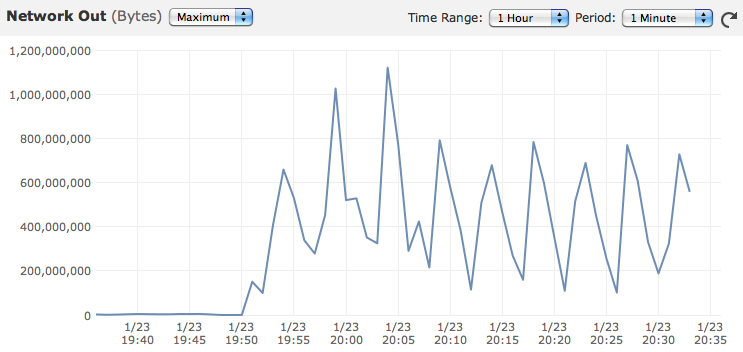 Network Out (Bytes) Maximum Time Range: 1 Hour Period: 1 Minute
1,200,000,000
1,000,000,000
800,000,000
600,000,000
400,000,000
200,000,000
0
1/23 1/23 1/23 1/23 1/23 1/23 1/23 1/23 1/23 1/23 1/23 1/23
19:40 19:45 19:50 19:55 20:00 20:05 20:10 20:15 20:20 20:25 20:30 20:35